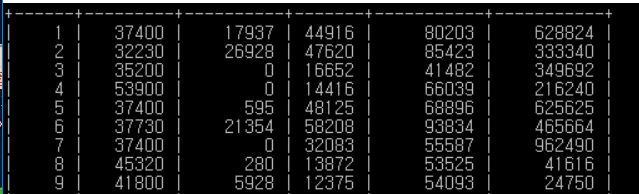 1 | 37400 | 17937 | 44916 | 80203 | 628824 |
2 | 32230 | 26928 | 47620 | 85423 | 333340 |
3 | 35200 | 0 | 16652 | 41482 | 349692 |
4 | 53900 | 0 | 14416 | 66039 | 216240 |
5 | 37400 | 595 | 48125 | 68896 | 625625 |
6 | 37730 | 21354 | 58208 | 93834 | 465664 |
7 | 37400 | 0 | 32083 | 55587 | 962490 |
8 | 45320 | 280 | 13872 | 53525 | 41616 |
9 | 41800 | 5928 | 12375 | 54093 | 24750 |